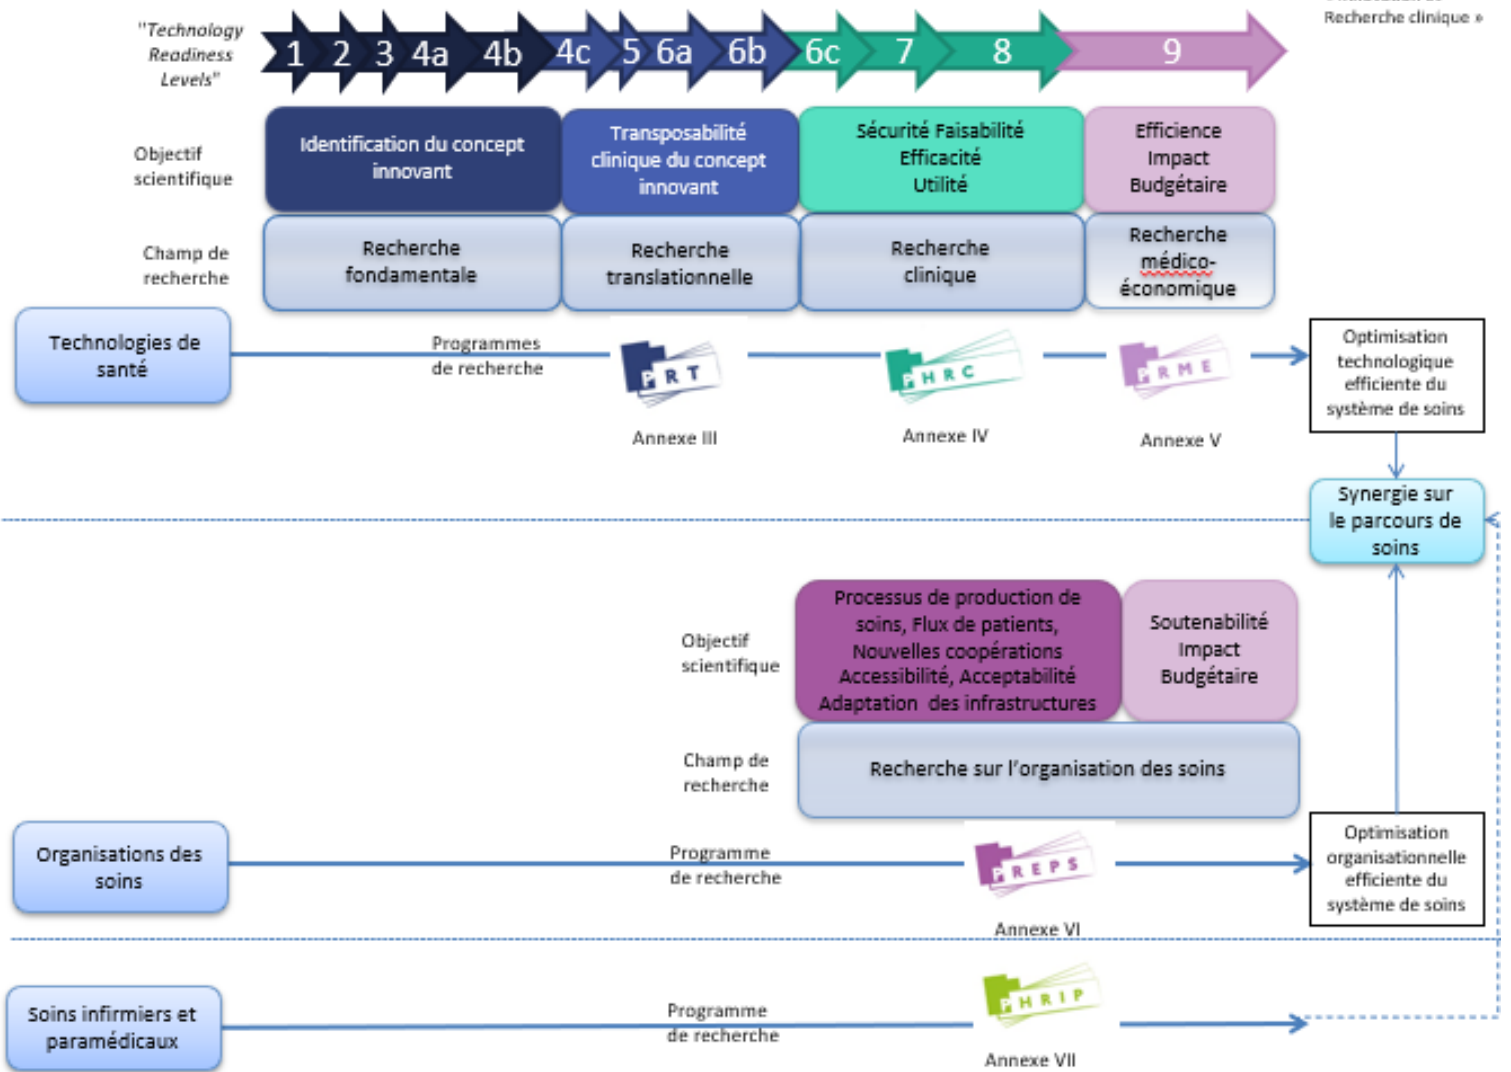 Recherche clinique »
"Technology
Readiness
Levels"
1 2 3 4a 4b 4c 5 6a 6b 6c 7 8 9
Objectif
scientifique
Identification du concept
innovant
Transposabilité
clinique du concept
innovant
Sécurité Faisabilité
Efficacité
Utilité
Efficience
Impact
Budgétaire
Champ de
recherche
Recherche
fondamentale
Recherche
translationnelle
Recherche
clinique
Recherche
médico-
économique
Technologies de
santé
Programmes
de recherche
PRT
Annexe III
PHRC
Annexe IV
PRME
Annexe V
Optimisation
technologique
efficiente du
système de soins
Synergie sur
le parcours de
soins
Objectif
scientifique
Processus de production de
soins, Flux de patients,
Nouvelles coopérations
Accessibilité, Acceptabilité
Adaptation des infrastructures
Soutenabilité
Impact
Budgétaire
Champ de
recherche
Recherche sur l'organisation des soins
Organisations des
soins
Programme
de recherche
PREPS
Annexe VI
Optimisation
organisationnelle
efficiente du
système de soins
Soins infirmiers et
paramédicaux
Programme
de recherche
PHRIP
Annexe VII